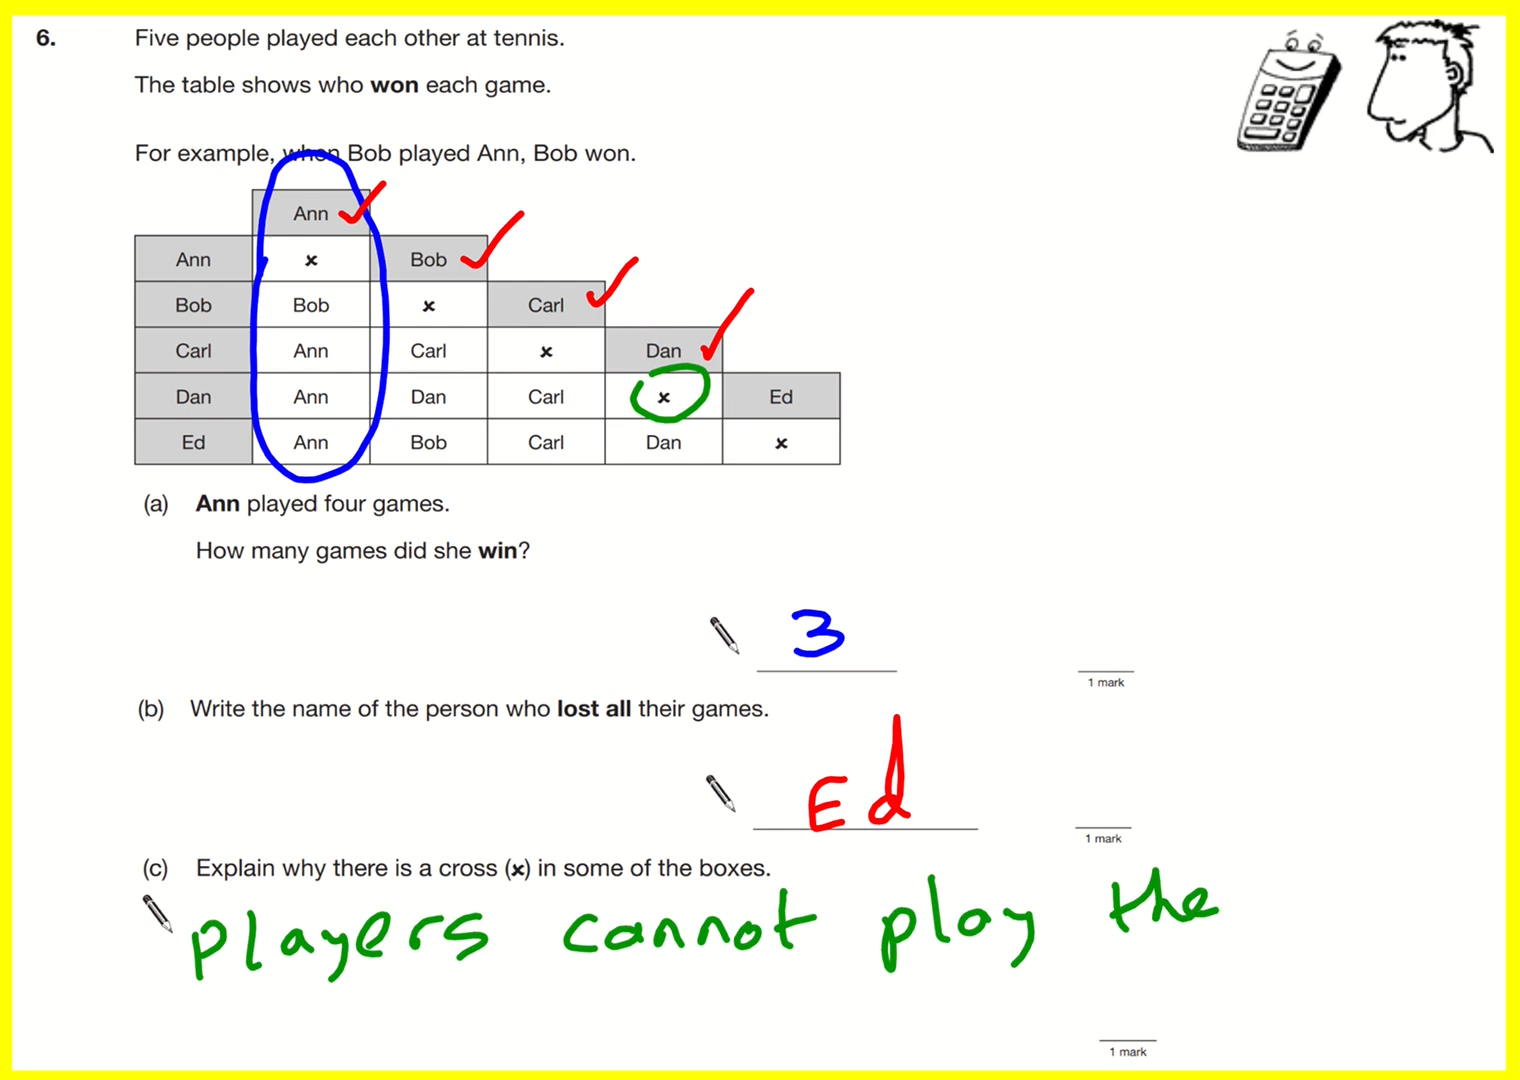 6. Five people played each other at tennis.
The table shows who won each game.
For example, when Bob played Ann, Bob won.
Ann
Ann × Bob
Bob Bob × Carl
Carl Ann Carl × Dan
Dan Ann Dan Carl × Ed
Ed Ann Bob Carl Dan ×
(a) Ann played four games.
How many games did she win?
3
1 mark
(b) Write the name of the person who lost all their games.
Ed
1 mark
(c) Explain why there is a cross (×) in some of the boxes.
players cannot play the
1 mark